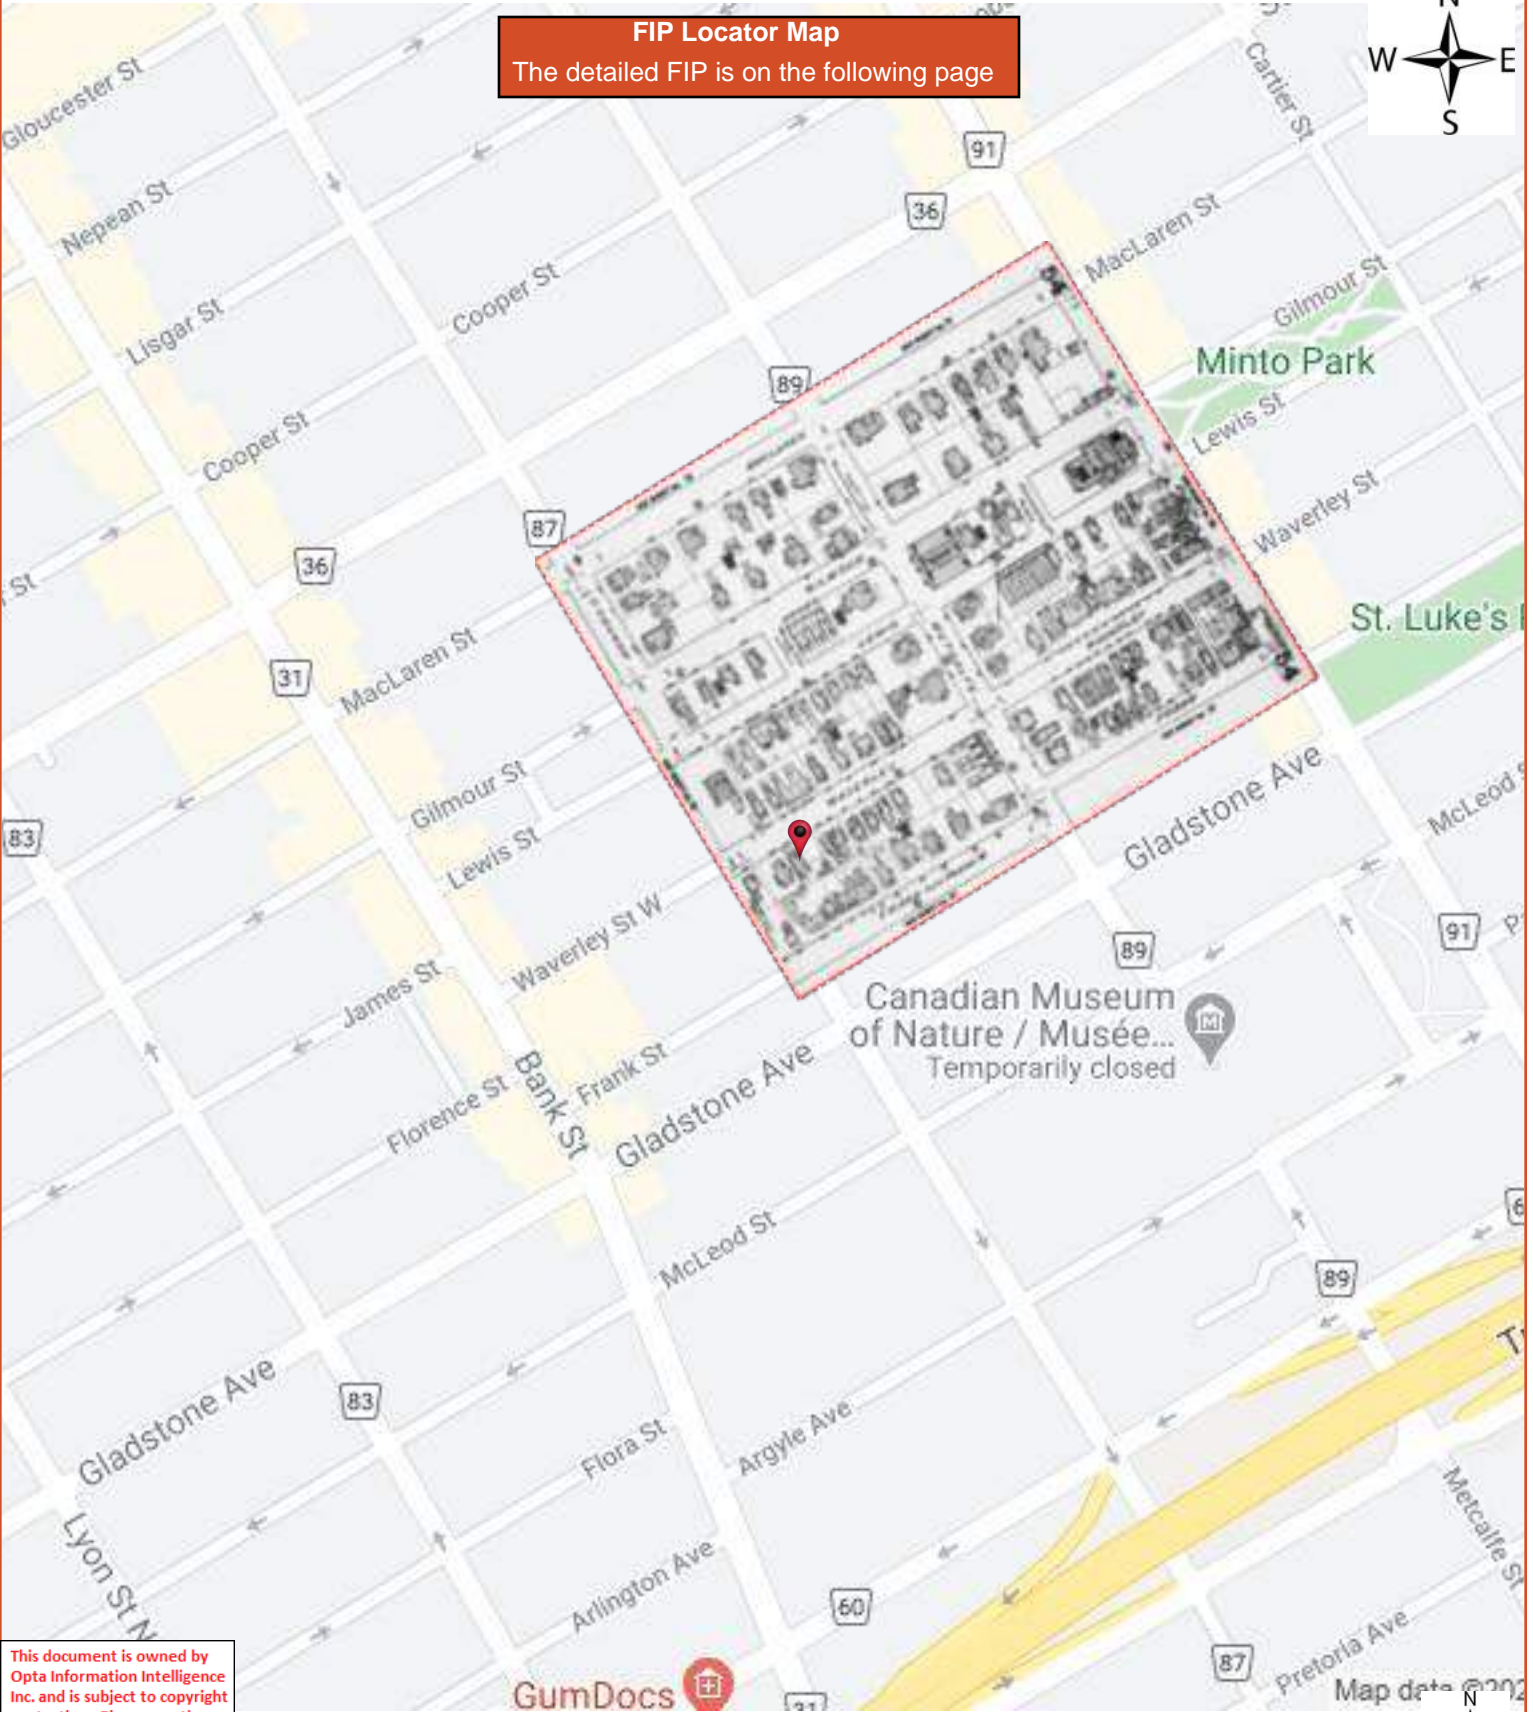 FIP Locator Map
The detailed FIP is on the following page
N
W
E
S
Gloucester St
Cartier St
91
Nepean St
36
MacLaren St
Cooper St
Gilmour St
Lisgar St
Minto Park
89
Lewis St
Cooper St
Waverley St
87
36
St
St. Luke's
MacLaren St
31
Gladstone Ave
McLeod
Gilmour St
83
Lewis St
Waverley St W
91
89
James St
Canadian Museum
of Nature / Musée...
Temporarily closed
Bank St
Frank St
Florence St
Gladstone Ave
McLeod St
6
89
Gladstone Ave
83
Flora St
Argyle Ave
Metcalfe St
Lyon St N
Arlington Ave
60
Pretoria Ave
87
This document is owned by
Opta Information Intelligence
Inc. and is subject to copyright
GumDocs
31
Map data ©202
N